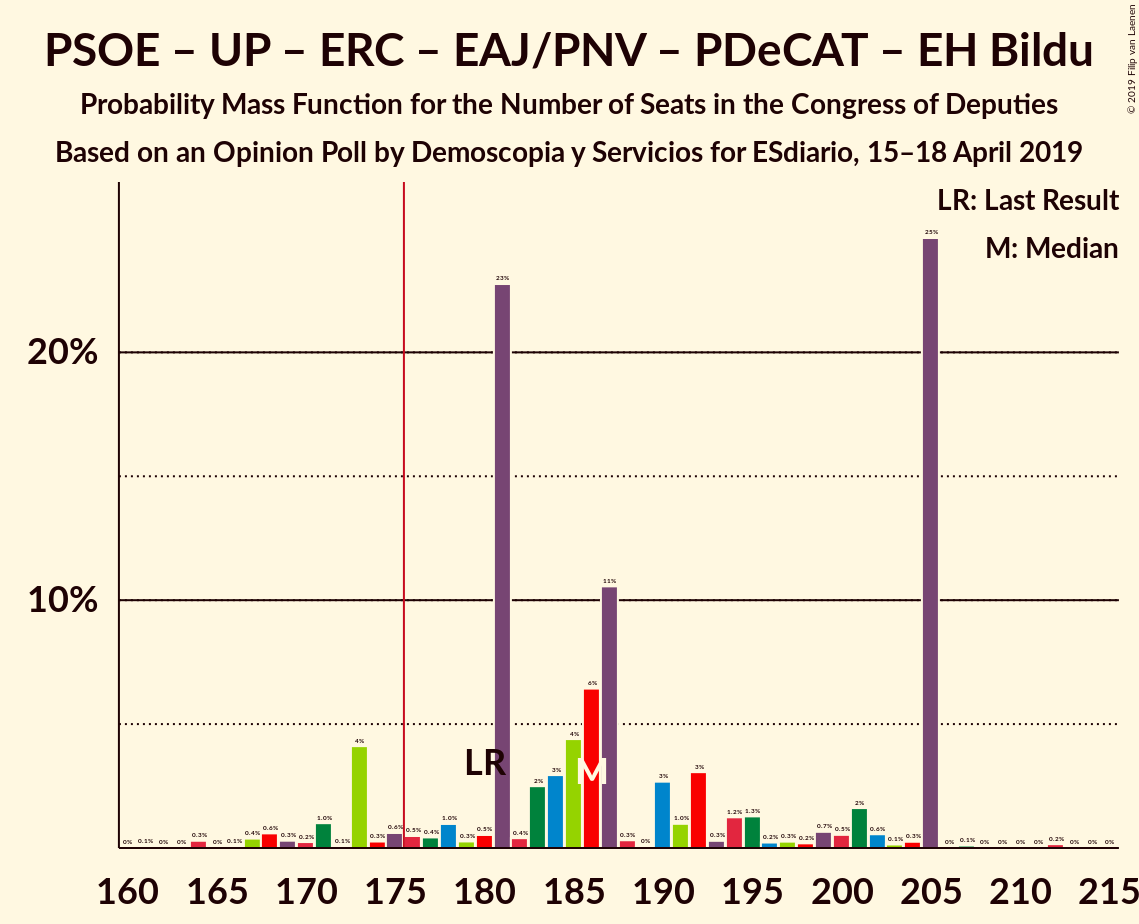 PSOE – UP – ERC – EAJ/PNV – PDeCAT – EH Bildu
Probability Mass Function for the Number of Seats in the Congress of Deputies
Based on an Opinion Poll by Demoscopia y Servicios for ESdiario, 15–18 April 2019
© 2019 Filip van Laenen
LR: Last Result
M: Median
20%
10%
0% 0.1% 0% 0% 0.3% 0% 0.1% 0.4% 0.6% 0.3% 0.2% 1.0% 0.1% 4% 0.3% 0.6% 0.5% 0.4% 1.0% 0.3% 0.5% 23% 0.4% 2% 3% 4% 6% 11% 0.3% 0% 3% 1.0% 3% 0.3% 1.2% 1.3% 0.2% 0.3% 0.2% 0.7% 0.5% 2% 0.6% 0.1% 0.3% 25% 0% 0.1% 0% 0% 0% 0% 0.2% 0% 0% 0%
LR
M
160 165 170 175 180 185 190 195 200 205 210 215